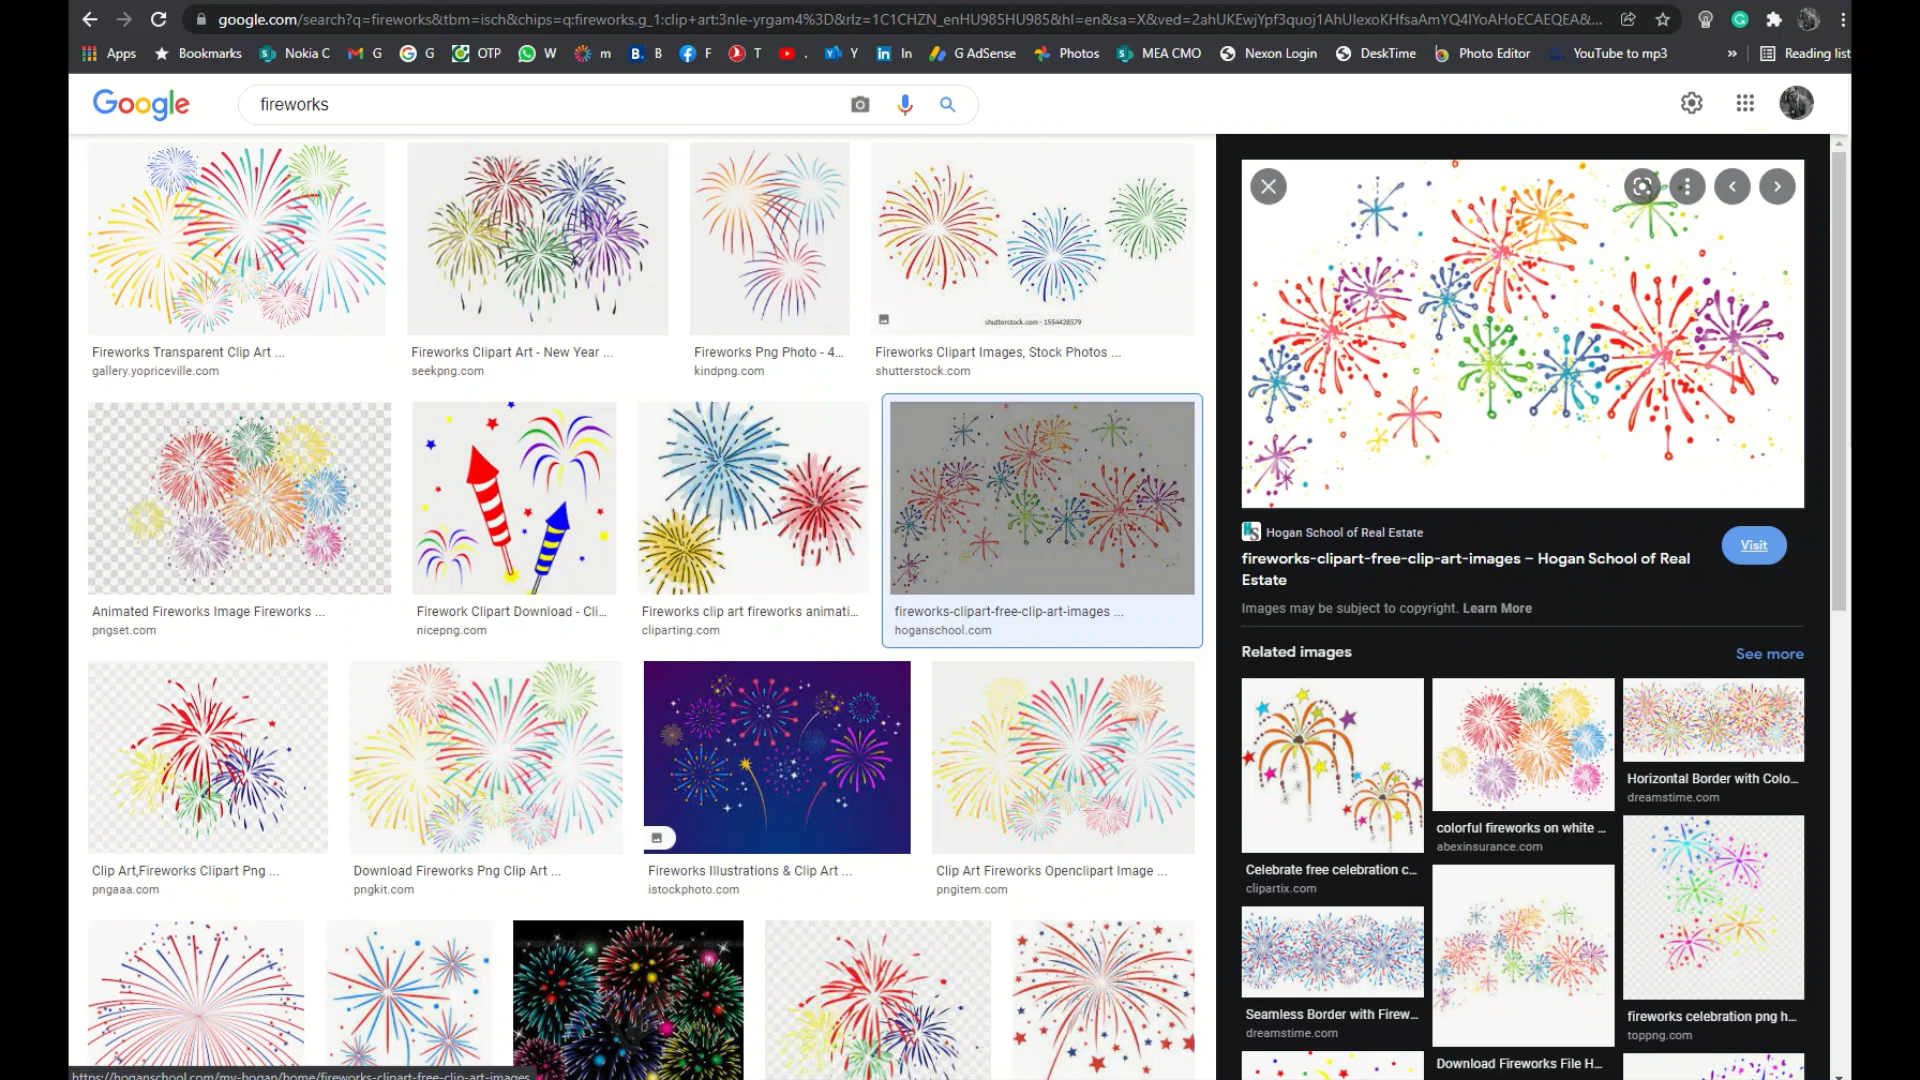 google.com/search?q=fireworks&tbm=isch&chips=q:fireworks,g_1:clip+art:3nle-yrgam4%3D&rlz=1C1CHZN_enHU985HU985&hl=en&sa=X&ved=2ahUKEwjYpf3quoj1AhUlexoKHfsaAmYQ4lYoAHoECAEQEA&...
Apps Bookmarks Nokia C G G OTP W m B. B F T . Y In G AdSense Photos MEA CMO Nexon Login DeskTime Photo Editor YouTube to mp3 » Reading list
Google fireworks
shutterstock.com · 1554428579
Fireworks Transparent Clip Art ...
gallery.yopriceville.com
Fireworks Clipart Art - New Year ...
seekpng.com
Fireworks Png Photo - 4...
kindpng.com
Fireworks Clipart Images, Stock Photos ...
shutterstock.com
Animated Fireworks Image Fireworks ...
pngset.com
Firework Clipart Download - Cli...
nicepng.com
Fireworks clip art fireworks animati...
cliparting.com
fireworks-clipart-free-clip-art-images ...
hoganschool.com
Clip Art,Fireworks Clipart Png ...
pngaaa.com
Download Fireworks Png Clip Art ...
pngkit.com
Fireworks Illustrations & Clip Art ...
istockphoto.com
Clip Art Fireworks Openclipart Image ...
pngitem.com
https://hoganschool.com/my-hogan/home/fireworks-clipart-free-clip-art-images
HS Hogan School of Real Estate
fireworks-clipart-free-clip-art-images – Hogan School of Real
Estate
Visit
Images may be subject to copyright. Learn More
Related images
See more
Celebrate free celebration c...
clipartix.com
colorful fireworks on white ...
abexinsurance.com
Horizontal Border with Colo...
dreamstime.com
Seamless Border with Firew...
dreamstime.com
Download Fireworks File H...
fireworks celebration png h...
toppng.com